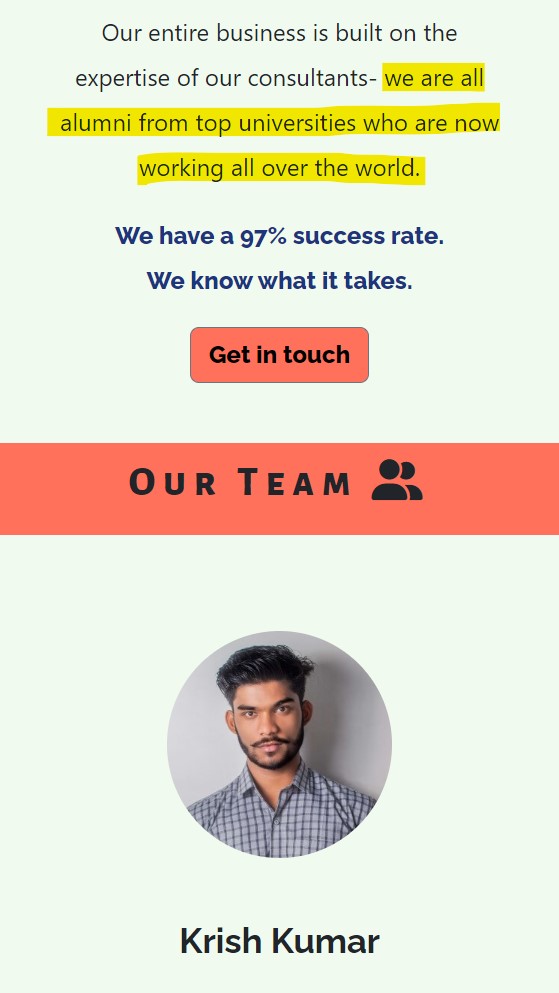 Our entire business is built on the
expertise of our consultants- we are all
alumni from top universities who are now
working all over the world.
We have a 97% success rate.
We know what it takes.
Get in touch
OUR TEAM
Krish Kumar